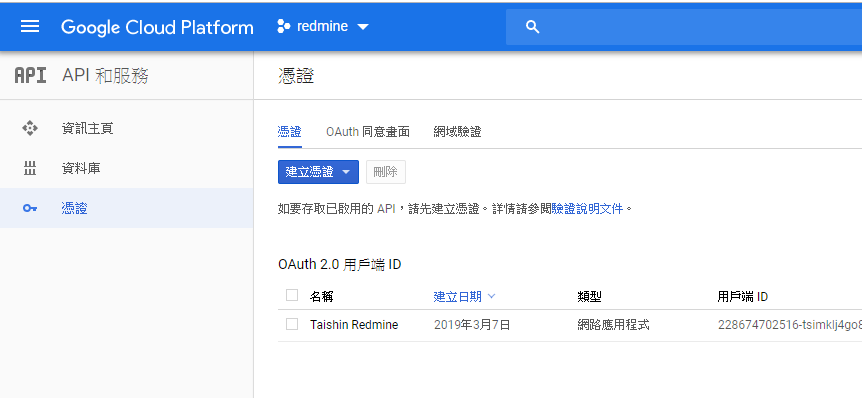 Google Cloud Platform redmine
API API 和服務 憑證
資訊主頁
資料庫
憑證
憑證 OAuth 同意畫面 網域驗證
建立憑證 刪除
如要存取已啟用的 API，請先建立憑證。詳情請參閱驗證說明文件。
OAuth 2.0 用戶端 ID
名稱 建立日期 類型 用戶端 ID
Taishin Redmine 2019年3月7日 網路應用程式 228674702516-tsimklj4go8